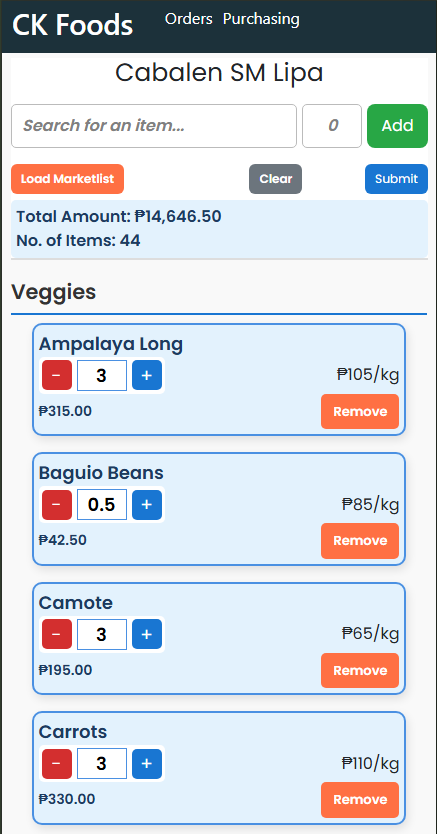 CK Foods Orders Purchasing
Cabalen SM Lipa
Search for an item... 0 Add
Load Marketlist Clear Submit
Total Amount: ₱14,646.50
No. of Items: 44
Veggies
Ampalaya Long
- 3 + ₱105/kg
₱315.00 Remove
Baguio Beans
- 0.5 + ₱85/kg
₱42.50 Remove
Camote
- 3 + ₱65/kg
₱195.00 Remove
Carrots
- 3 + ₱110/kg
₱330.00 Remove